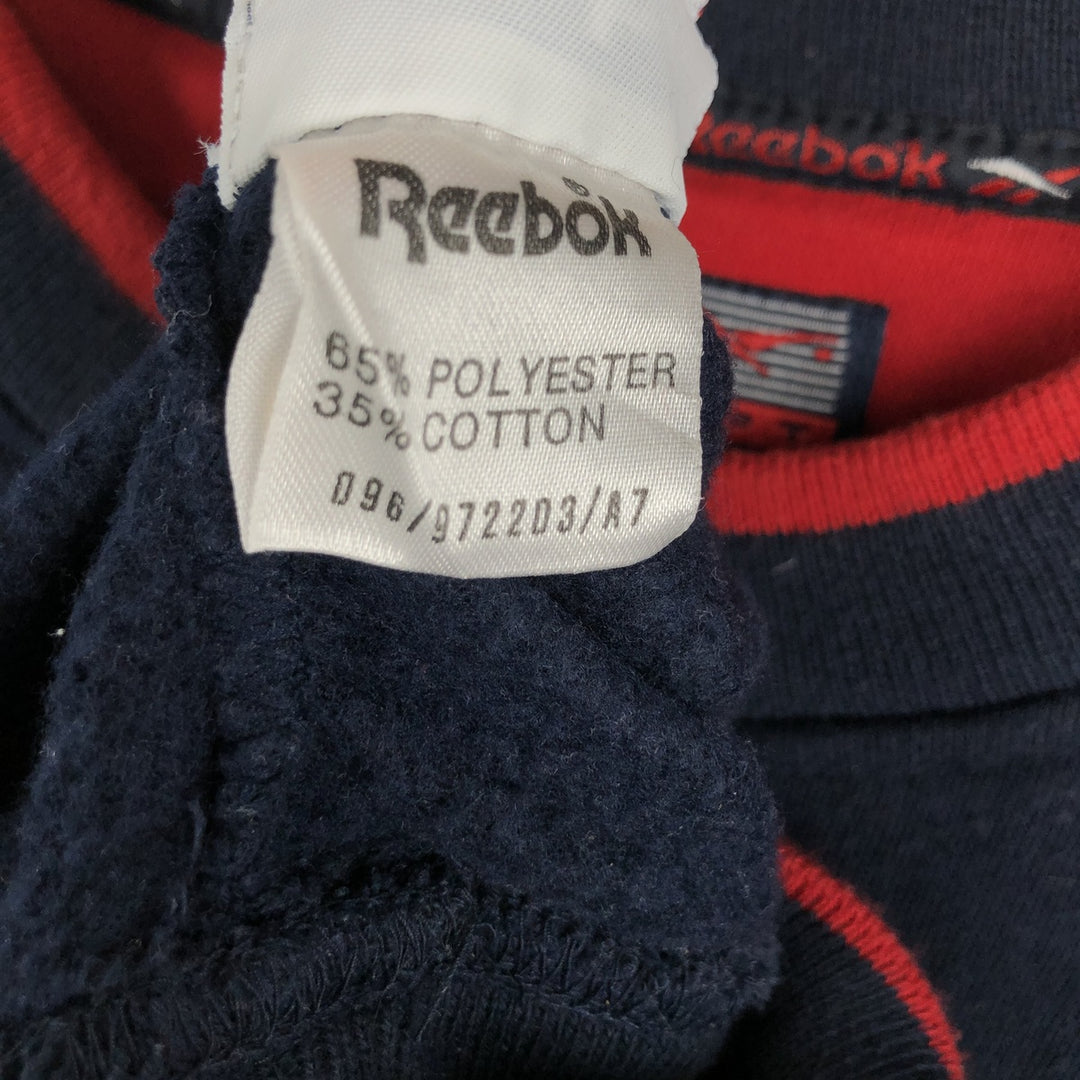 Reebok
Reebok
65% POLYESTER
35% COTTON
096/972203/A7